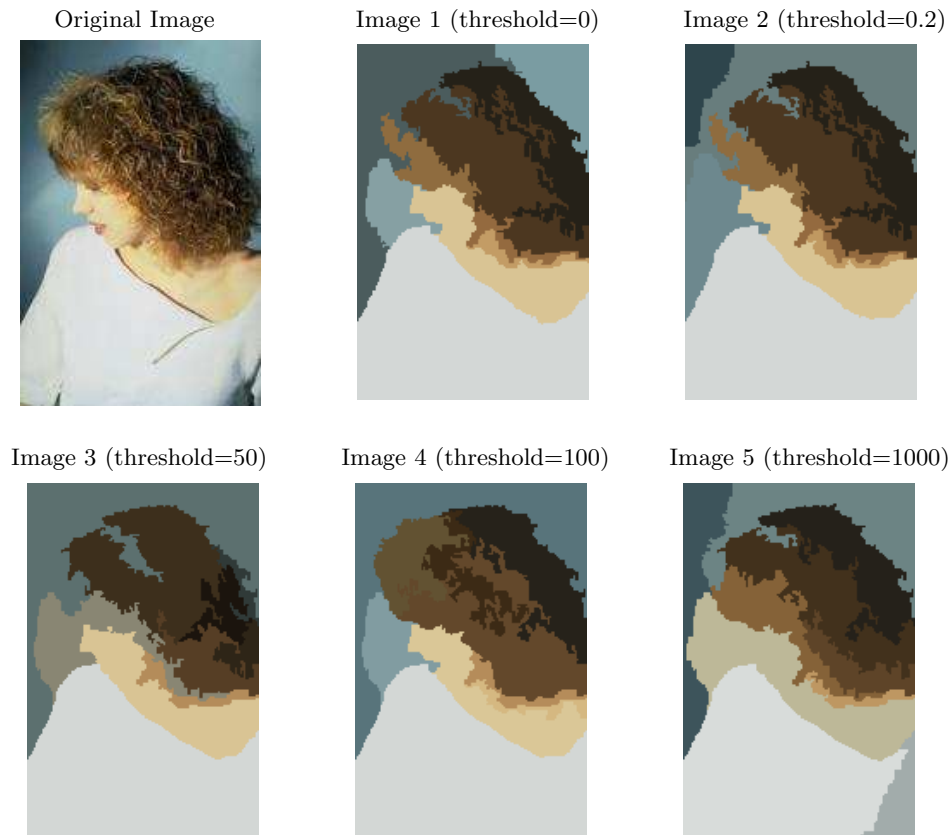 Original Image
Image 1 (threshold=0)
Image 2 (threshold=0.2)
Image 3 (threshold=50)
Image 4 (threshold=100)
Image 5 (threshold=1000)